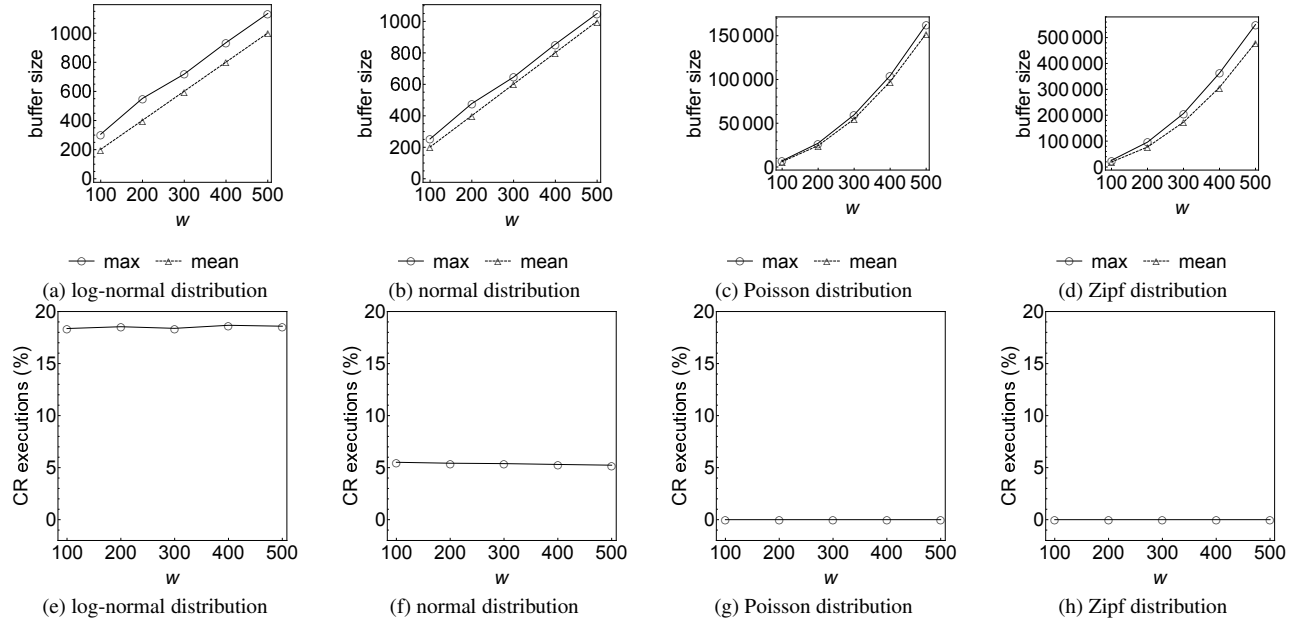 buffer size
1000
800
600
400
200
0
100 200 300 400 500
w
max mean
(a) log-normal distribution
buffer size
1000
800
600
400
200
0
100 200 300 400 500
w
max mean
(b) normal distribution
buffer size
150 000
100 000
50 000
0
100 200 300 400 500
w
max mean
(c) Poisson distribution
buffer size
500 000
400 000
300 000
200 000
100 000
0
100 200 300 400 500
w
max mean
(d) Zipf distribution
CR executions (%)
20
15
10
5
0
100 200 300 400 500
w
(e) log-normal distribution
CR executions (%)
20
15
10
5
0
100 200 300 400 500
w
(f) normal distribution
CR executions (%)
20
15
10
5
0
100 200 300 400 500
w
(g) Poisson distribution
CR executions (%)
20
15
10
5
0
100 200 300 400 500
w
(h) Zipf distribution